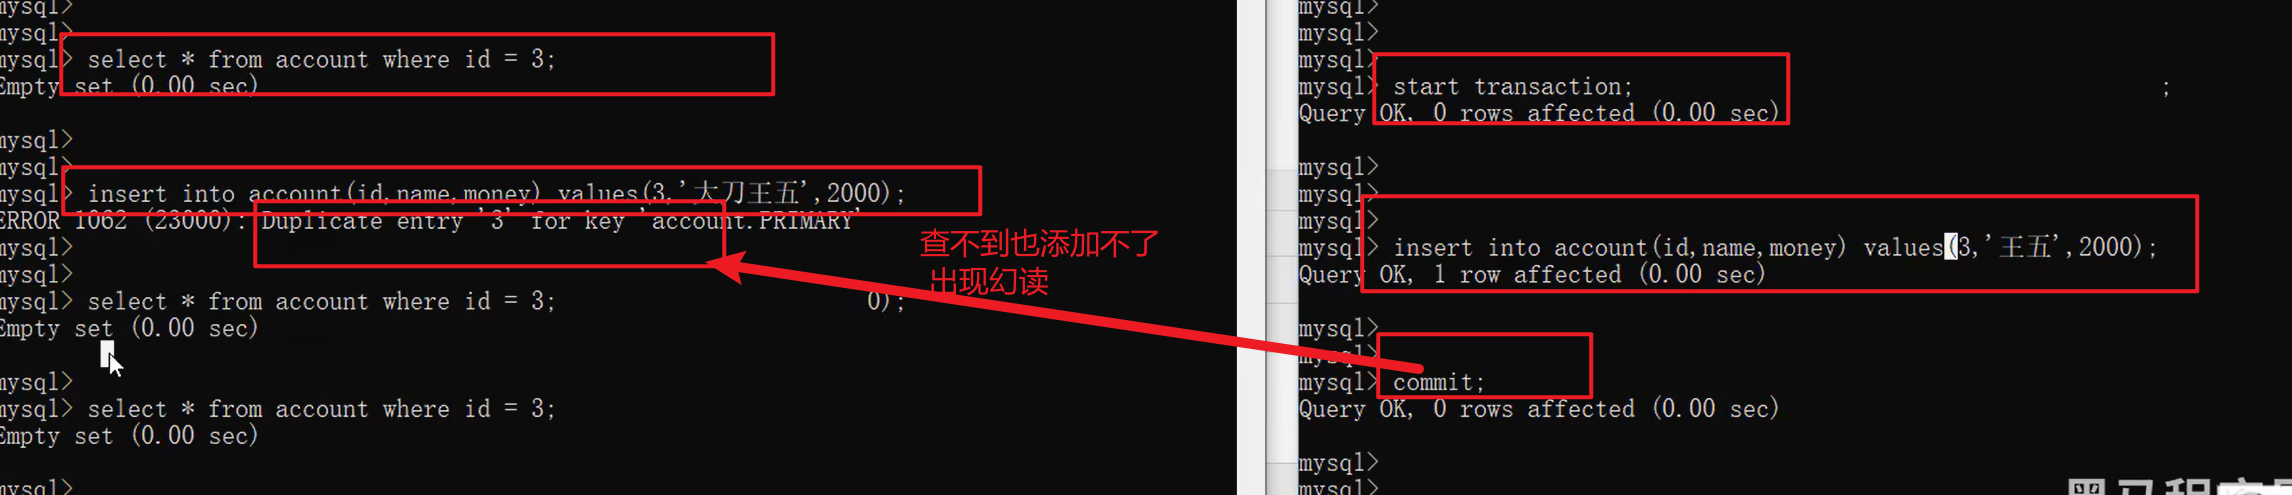 mysql>
mysql>
mysql> select * from account where id = 3;
Empty set (0.00 sec)
mysql>
mysql>
mysql> insert into account(id,name,money) values(3,'大刀王五',2000);
ERROR 1062 (23000): Duplicate entry '3' for key 'account.PRIMARY'
mysql>
mysql>
mysql> select * from account where id = 3; 0);
Empty set (0.00 sec)
mysql>
mysql> select * from account where id = 3;
Empty set (0.00 sec)
mysql>
查不到也添加不了
出现幻读
mysql>
mysql>
mysql>
mysql> start transaction; ;
Query OK, 0 rows affected (0.00 sec)
mysql>
mysql>
mysql>
mysql> insert into account(id,name,money) values(3,'王五',2000);
Query OK, 1 row affected (0.00 sec)
mysql>
mysql>
mysql> commit;
Query OK, 0 rows affected (0.00 sec)
mysql>
mysql>